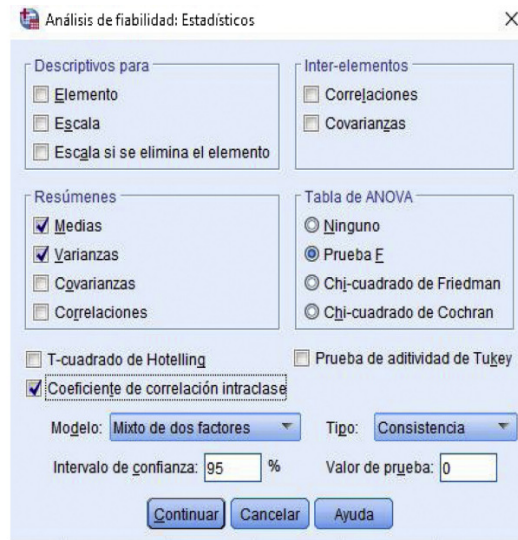 Análisis de fiabilidad: Estadísticos
Descriptivos para
Elemento
Escala
Escala si se elimina el elemento
Inter-elementos
Correlaciones
Covarianzas
Resúmenes
Medias
Varianzas
Covarianzas
Correlaciones
Tabla de ANOVA
Ninguno
Prueba F
Chi-cuadrado de Friedman
Chi-cuadrado de Cochran
T-cuadrado de Hotelling
Prueba de aditividad de Tukey
Coeficiente de correlación intraclase
Modelo: Mixto de dos factores Tipo: Consistencia
Intervalo de confianza: 95 % Valor de prueba: 0
Continuar Cancelar Ayuda